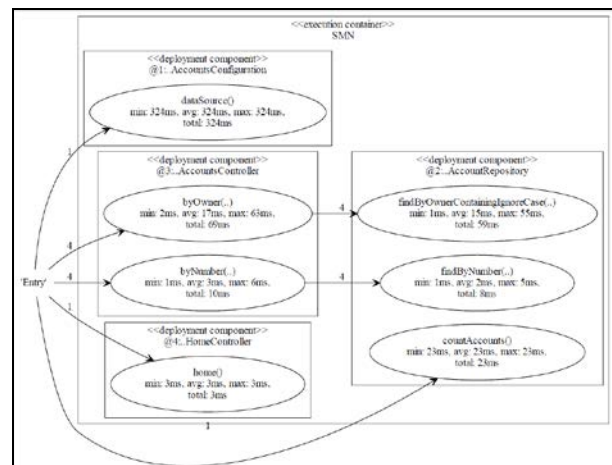 <<execution container>>
SMN
<<deployment component>>
@1:..AccountsConfiguration
dataSource()
min: 324ms, avg: 324ms, max: 324ms,
total: 324ms
1
<<deployment component>>
@3:..AccountsController
byOwner(..)
min: 2ms, avg: 17ms, max: 63ms,
total: 69ms
4
byNumber(..)
min: 1ms, avg: 3ms, max: 6ms,
total: 10ms
4
<<deployment component>>
@2:..AccountRepository
4
findByOwnerContainingIgnoreCase(..)
min: 1ms, avg: 15ms, max: 55ms,
total: 59ms
4
findByNumber(..)
min: 1ms, avg: 2ms, max: 5ms,
total: 8ms
countAccounts()
min: 23ms, avg: 23ms, max: 23ms,
total: 23ms
'Entry'
1
<<deployment component>>
@4:..HomeController
home()
min: 3ms, avg: 3ms, max: 3ms,
total: 3ms
1